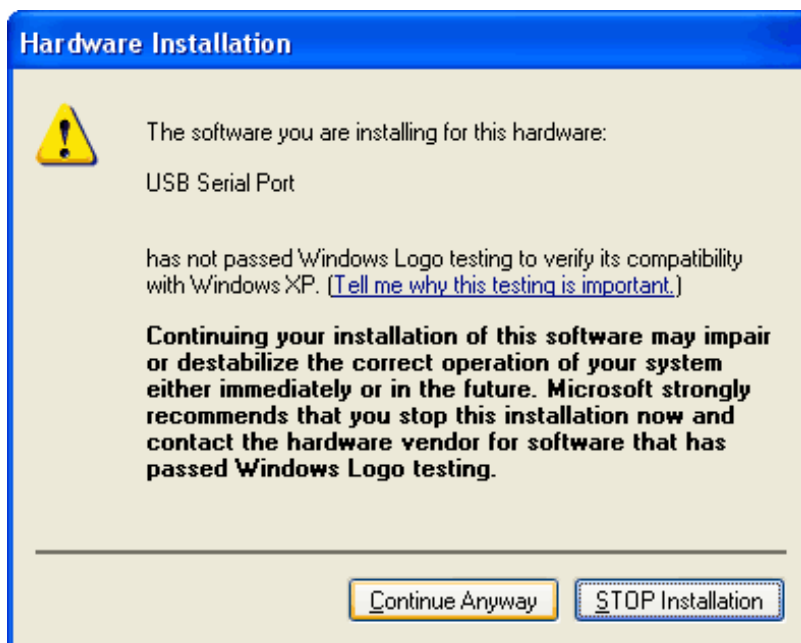 Hardware Installation
The software you are installing for this hardware:
USB Serial Port
has not passed Windows Logo testing to verify its compatibility
with Windows XP. (Tell me why this testing is important.)
Continuing your installation of this software may impair
or destabilize the correct operation of your system
either immediately or in the future. Microsoft strongly
recommends that you stop this installation now and
contact the hardware vendor for software that has
passed Windows Logo testing.
Continue Anyway
STOP Installation